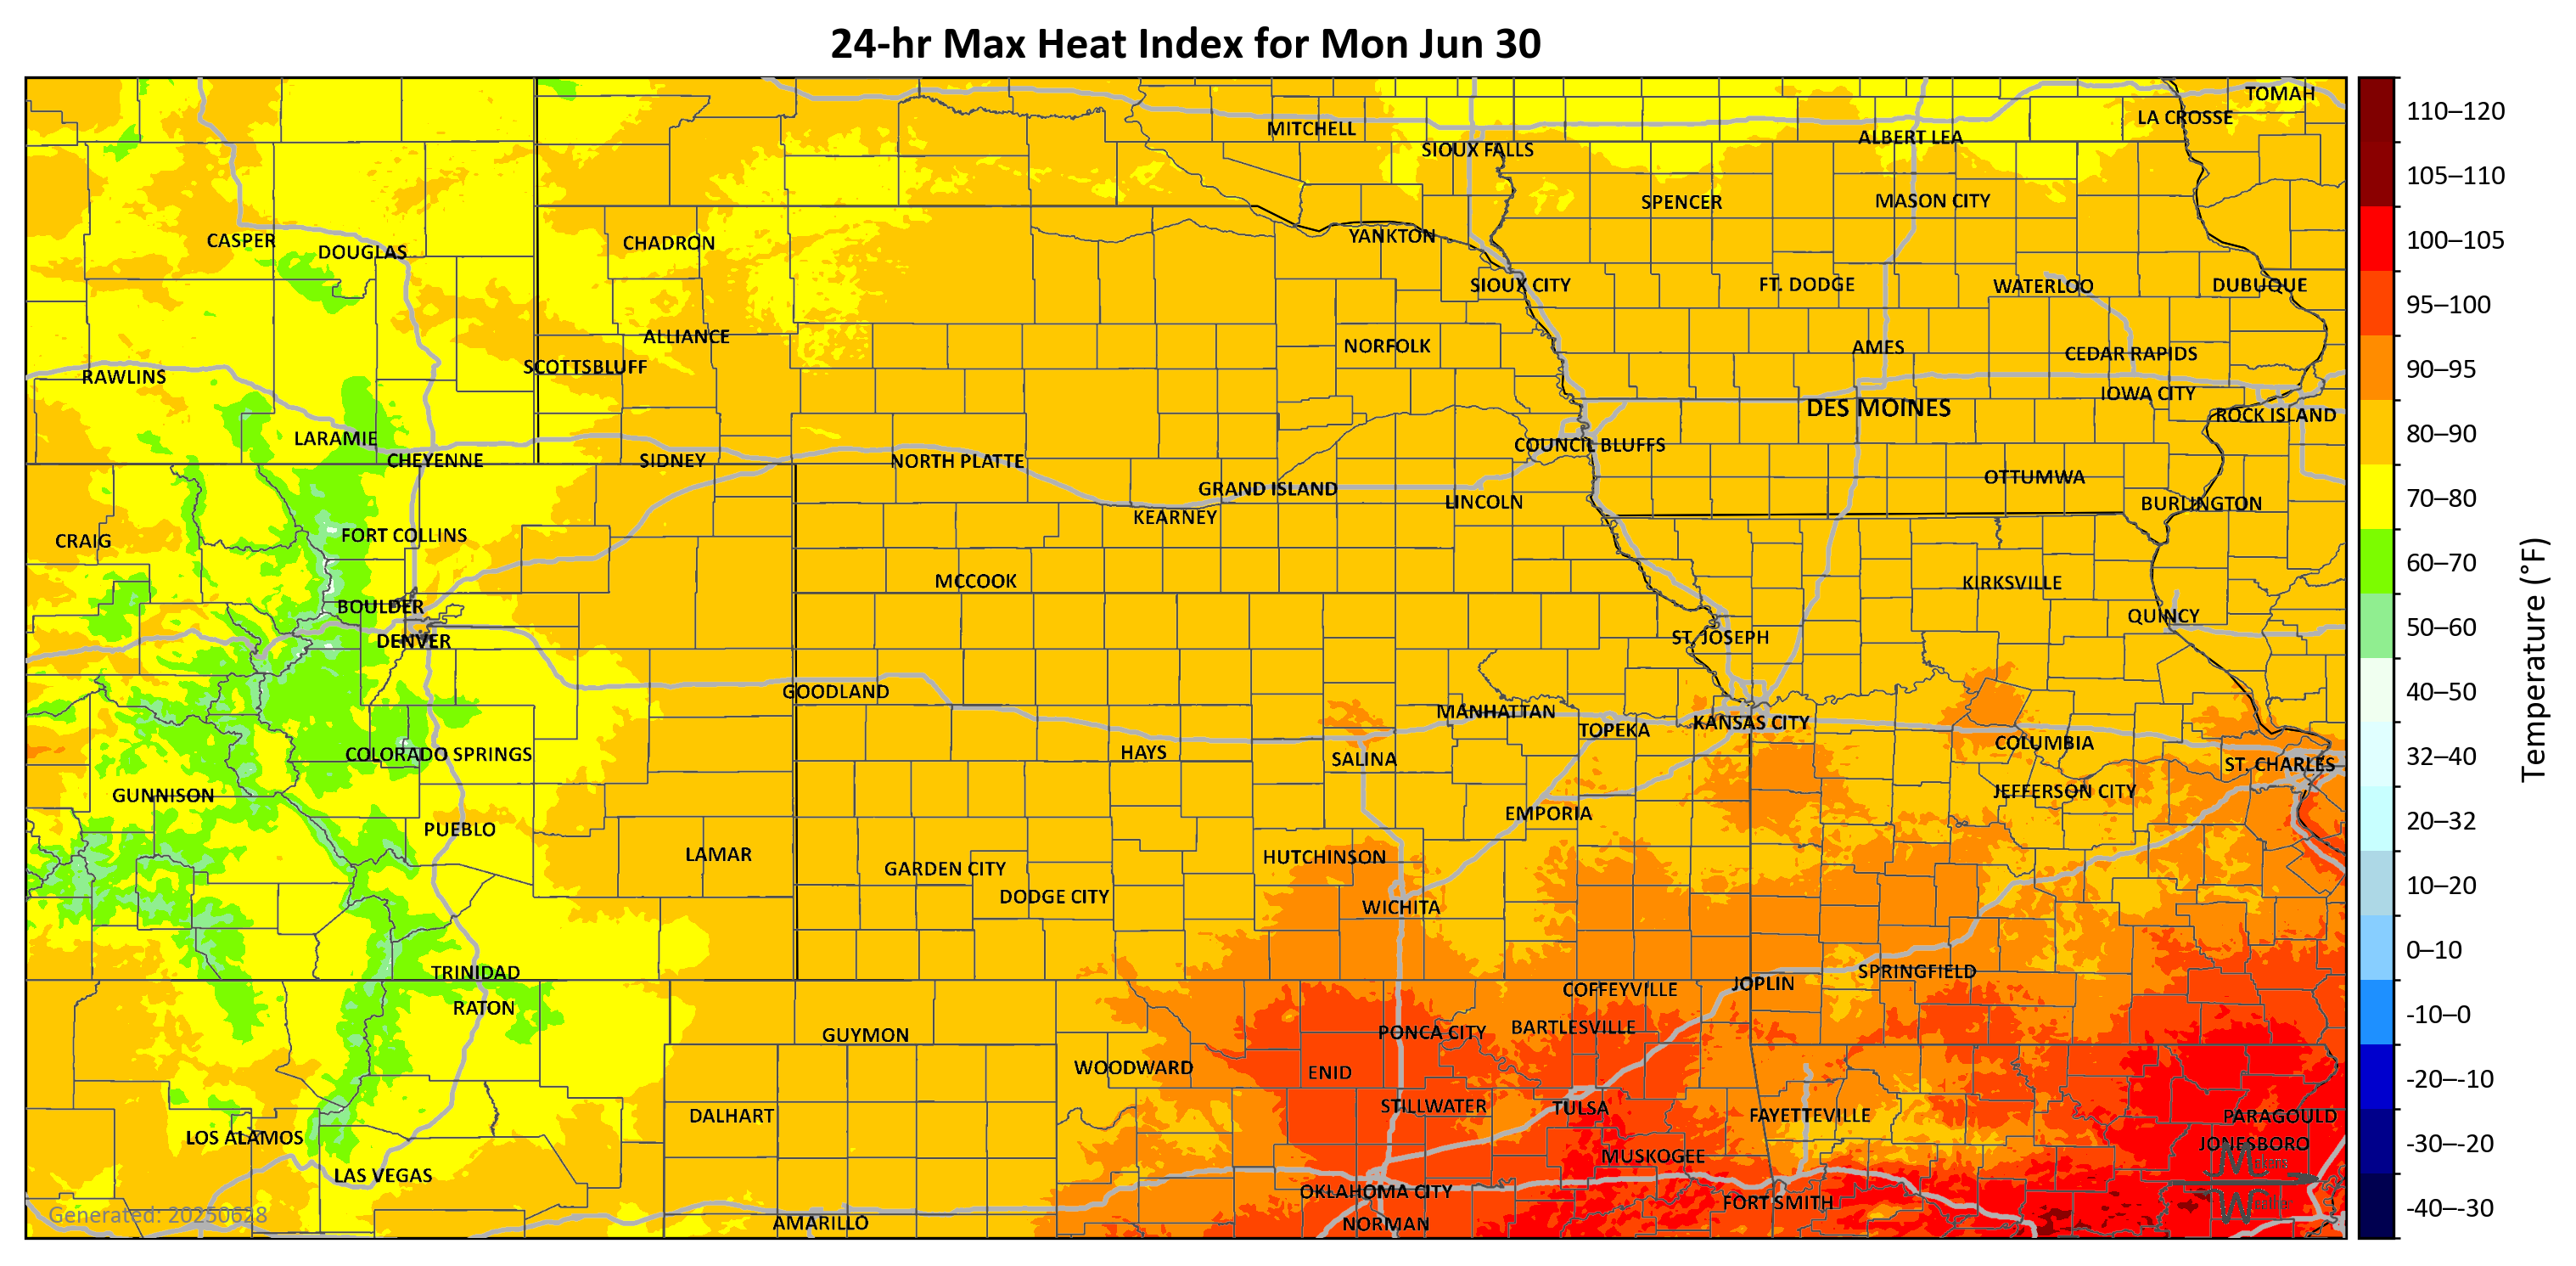 24-hr Max Heat Index for Mon Jun 30
TOMAH
LA CROSSE
MITCHELL
ALBERT LEA
SIOUX FALLS
SPENCER
MASON CITY
CASPER
DOUGLAS
CHADRON
YANKTON
SIOUX CITY
FT. DODGE
WATERLOO
DUBUQUE
ALLIANCE
NORFOLK
AMES
CEDAR RAPIDS
SCOTTSBLUFF
RAWLINS
IOWA CITY
DES MOINES
ROCK ISLAND
LARAMIE
COUNCIL BLUFFS
CHEYENNE
SIDNEY
NORTH PLATTE
OTTUMWA
GRAND ISLAND
LINCOLN
BURLINGTON
KEARNEY
FORT COLLINS
CRAIG
MCCOOK
KIRKSVILLE
BOULDER
QUINCY
DENVER
ST. JOSEPH
GOODLAND
MANHATTAN
TOPEKA
KANSAS CITY
COLUMBIA
COLORADO SPRINGS
HAYS
SALINA
ST. CHARLES
GUNNISON
JEFFERSON CITY
EMPORIA
PUEBLO
LAMAR
HUTCHINSON
GARDEN CITY
DODGE CITY
WICHITA
TRINIDAD
SPRINGFIELD
JOPLIN
COFFEYVILLE
RATON
GUYMON
PONCA CITY
BARTLESVILLE
WOODWARD
ENID
STILLWATER
TULSA
DALHART
FAYETTEVILLE
PARAGOULD
LOS ALAMOS
JONESBORO
MUSKOGEE
LAS VEGAS
OKLAHOMA CITY
FORT SMITH
Generated: 20250628
AMARILLO
NORMAN
110–120
105–110
100–105
95–100
90–95
80–90
70–80
60–70
50–60
40–50
32–40
20–32
10–20
0–10
-10–0
-20–-10
-30–-20
-40–-30
Temperature (°F)